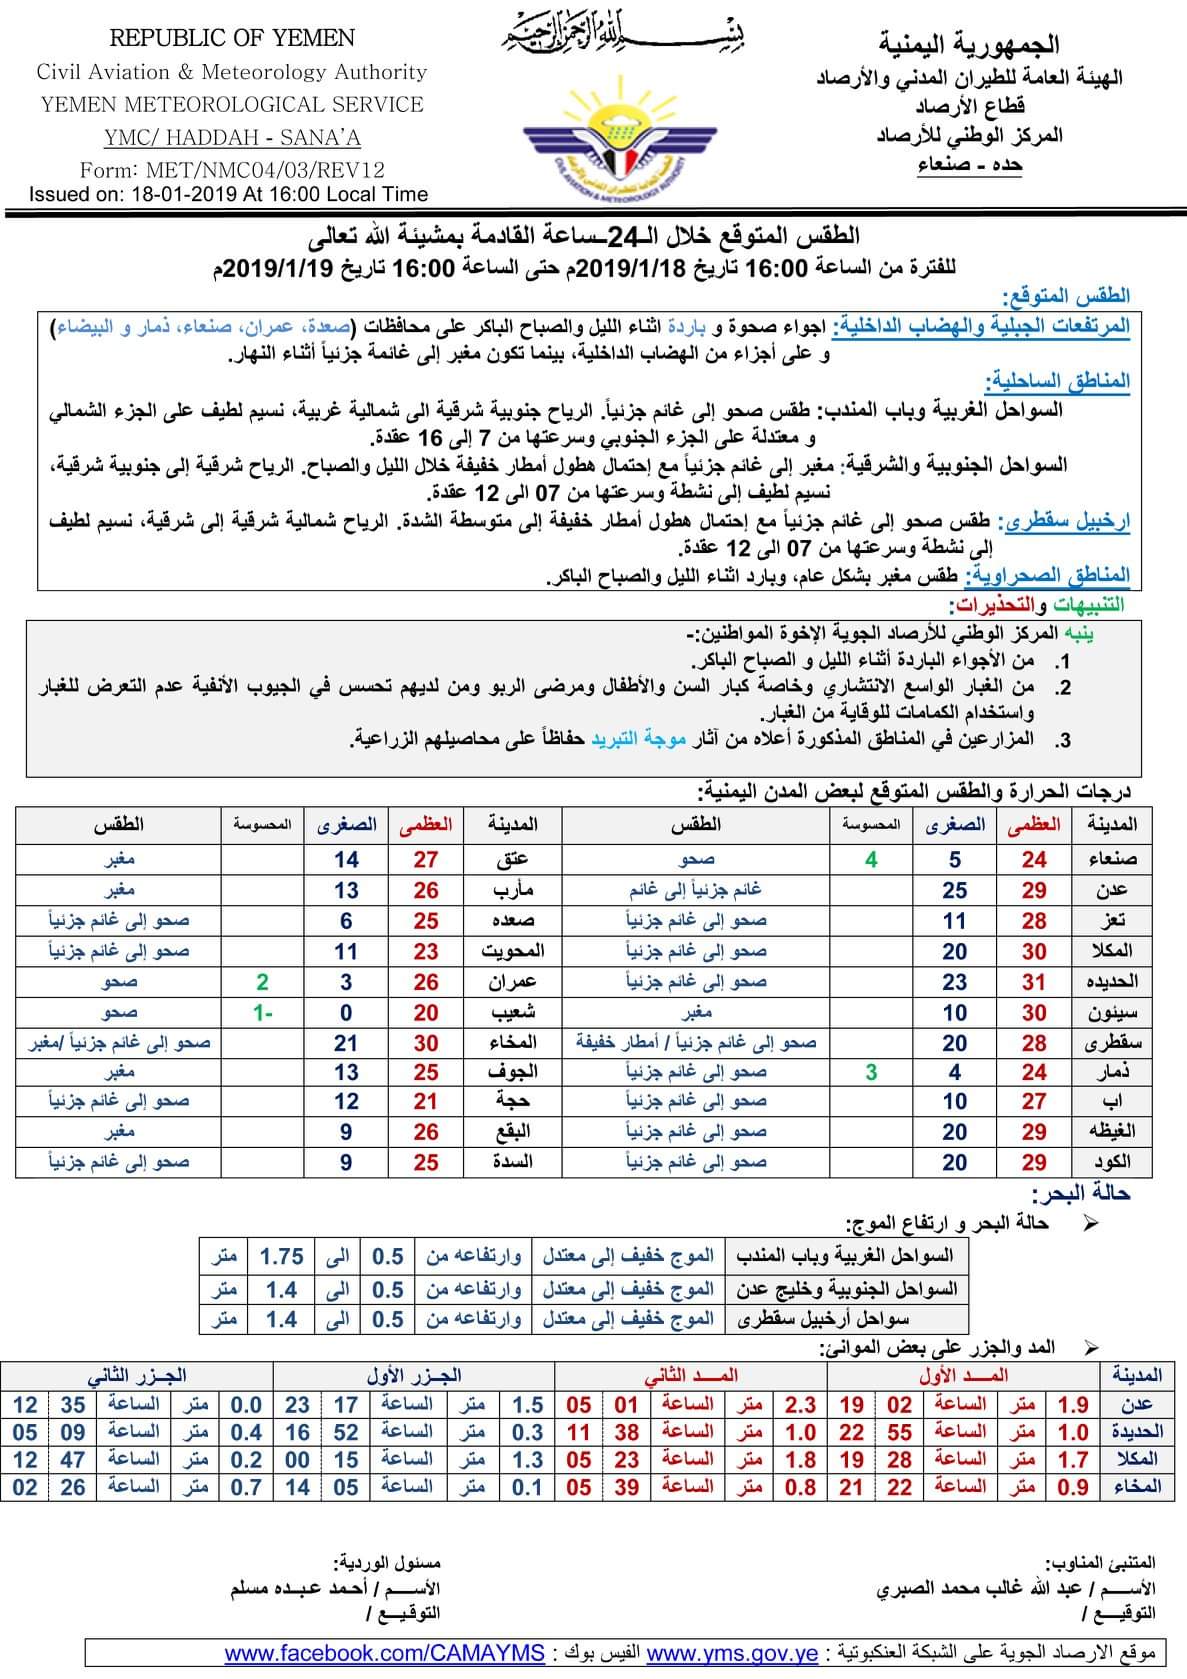 REPUBLIC OF YEMEN
Civil Aviation & Meteorology Authority
YEMEN METEOROLOGICAL SERVICE
YMC/ HADDAH - SANA'A
Form: MET/NMC04/03/REV12
Issued on: 18-01-2019 At 16:00 Local Time
بسم الله الرحمن الرحيم
الهيئة العامة للطيران المدني والأرصاد
CIVIL AVIATION & METEOROLOGY AUTHORITY
الجمهورية اليمنية
الهيئة العامة للطيران المدني والأرصاد
قطاع الأرصاد
المركز الوطني للأرصاد
حده - صنعاء
الطقس المتوقع خلال الـ24ـساعة القادمة بمشيئة الله تعالى
للفترة من الساعة 16:00 تاريخ 2019/1/18م حتى الساعة 16:00 تاريخ 2019/1/19م
الطقس المتوقع:
المرتفعات الجبلية والهضاب الداخلية: اجواء صحوة و باردة اثناء الليل والصباح الباكر على محافظات (صعدة، عمران، صنعاء، ذمار و البيضاء)
و على أجزاء من الهضاب الداخلية، بينما تكون مغبر إلى غائمة جزئياً أثناء النهار.
المناطق الساحلية:
السواحل الغربية وباب المندب: طقس صحو إلى غائم جزئياً. الرياح جنوبية شرقية الى شمالية غربية، نسيم لطيف على الجزء الشمالي
و معتدلة على الجزء الجنوبي وسرعتها من 7 إلى 16 عقدة.
السواحل الجنوبية والشرقية: مغبر إلى غائم جزئياً مع إحتمال هطول أمطار خفيفة خلال الليل والصباح. الرياح شرقية إلى جنوبية شرقية،
نسيم لطيف إلى نشطة وسرعتها من 07 الى 12 عقدة.
ارخبيل سقطرى: طقس صحو إلى غائم جزئياً مع إحتمال هطول أمطار خفيفة إلى متوسطة الشدة. الرياح شمالية شرقية إلى شرقية، نسيم لطيف
إلى نشطة وسرعتها من 07 الى 12 عقدة.
المناطق الصحراوية: طقس مغبر بشكل عام، وبارد اثناء الليل والصباح الباكر.
التنبيهات والتحذيرات:
ينبه المركز الوطني للأرصاد الجوية الإخوة المواطنين:-
1. من الأجواء الباردة أثناء الليل و الصباح الباكر.
2. من الغبار الواسع الانتشاري وخاصة كبار السن والأطفال ومرضى الربو ومن لديهم تحسس في الجيوب الأنفية عدم التعرض للغبار
واستخدام الكمامات للوقاية من الغبار.
3. المزارعين في المناطق المذكورة أعلاه من آثار موجة التبريد حفاظاً على محاصيلهم الزراعية.
درجات الحرارة والطقس المتوقع لبعض المدن اليمنية:
المدينة العظمى الصغرى المحسوسة الطقس المدينة العظمى الصغرى المحسوسة الطقس
صنعاء 24 5 4 صحو عتق 27 14 مغبر
عدن 29 25 غائم جزئياً إلى غائم مأرب 26 13 مغبر
تعز 28 11 صحو إلى غائم جزئياً صعده 25 6 صحو إلى غائم جزئياً
المكلا 30 20 صحو إلى غائم جزئياً المحويت 23 11 صحو إلى غائم جزئياً
الحديده 31 23 صحو إلى غائم جزئياً عمران 26 3 2 صحو
سيئون 30 10 مغبر شعيب 20 0 -1 صحو
سقطرى 28 20 صحو إلى غائم جزئياً / أمطار خفيفة المخاء 30 21 صحو إلى غائم جزئياً /مغبر
ذمار 24 4 3 صحو إلى غائم جزئياً الجوف 25 13 مغبر
اب 27 10 صحو إلى غائم جزئياً حجة 21 12 صحو إلى غائم جزئياً
الغيظه 29 20 صحو إلى غائم جزئياً البقع 26 9 مغبر
الكود 29 20 صحو إلى غائم جزئياً السدة 25 9 صحو إلى غائم جزئياً
حالة البحر:
حالة البحر و ارتفاع الموج:
السواحل الغربية وباب المندب الموج خفيف إلى معتدل وارتفاعه من 0.5 الى 1.75 متر
السواحل الجنوبية وخليج عدن الموج خفيف إلى معتدل وارتفاعه من 0.5 الى 1.4 متر
سواحل أرخبيل سقطرى الموج خفيف إلى معتدل وارتفاعه من 0.5 الى 1.4 متر
المد والجزر على بعض الموانئ:
المدينة المــد الأول المــد الثاني الجــزر الأول الجــزر الثاني
عدن 1.9 متر الساعة 02 19 2.3 متر الساعة 01 05 1.5 متر الساعة 17 23 0.0 متر الساعة 35 12
الحديدة 1.0 متر الساعة 55 22 1.0 متر الساعة 38 11 0.3 متر الساعة 52 16 0.4 متر الساعة 09 05
المكلا 1.7 متر الساعة 28 19 1.8 متر الساعة 23 05 1.3 متر الساعة 15 00 0.2 متر الساعة 47 12
المخاء 0.9 متر الساعة 22 21 0.8 متر الساعة 39 05 0.1 متر الساعة 05 14 0.7 متر الساعة 26 02
المتنبئ المناوب:
الأســـم / عبد الله غالب محمد الصبري
التوقيـــع /
مسئول الوردية:
الأســـم / أحـمد عـبـده مسلم
التوقـيـــع /
موقع الارصاد الجوية على الشبكة العنكبوتية : www.yms.gov.ye الفيس بوك : www.facebook.com/CAMAYMS